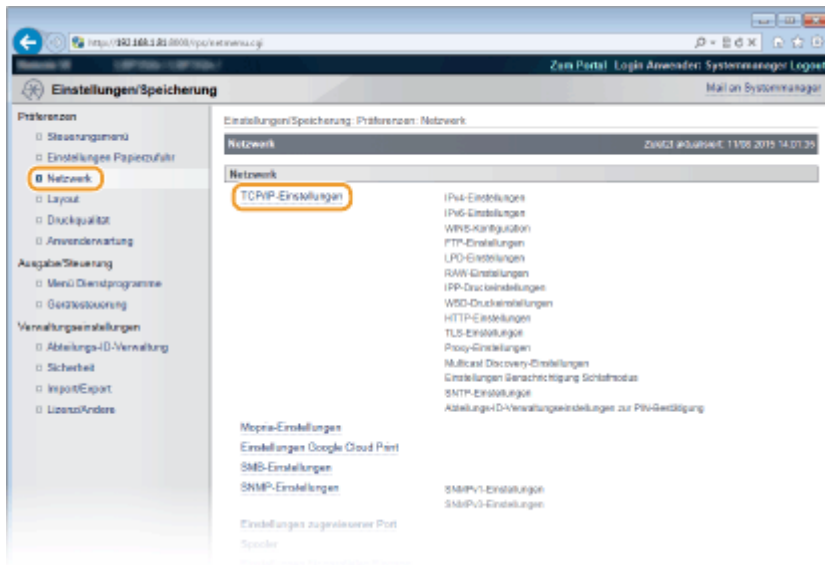 http://192.168.1.81:8000/rps/netmenu.cgi
Zum Portal Login Anwender: Systemmanager Logout
Einstellungen/Speicherung
Mail an Systemmanager
Präferenzen
Steuerungsmenü
Einstellungen Papierzufuhr
Netzwerk
Layout
Druckqualität
Anwenderwartung
Ausgabe/Steuerung
Menü Dienstprogramme
Gerätesteuerung
Verwaltungseinstellungen
Abteilungs-ID-Verwaltung
Sicherheit
Import/Export
Lizenz/Andere
Einstellungen/Speicherung: Präferenzen: Netzwerk
Netzwerk
Zuletzt aktualisiert: 11/06 2015 14:01:35
Netzwerk
TCP/IP-Einstellungen
IPv4-Einstellungen
IPv6-Einstellungen
WINS-Konfiguration
FTP-Einstellungen
LPD-Einstellungen
RAW-Einstellungen
IPP-Druckeinstellungen
WSD-Druckeinstellungen
HTTP-Einstellungen
TLS-Einstellungen
Proxy-Einstellungen
Multicast Discovery-Einstellungen
Einstellungen Benachrichtigung Schlafmodus
SNTP-Einstellungen
Abteilungs-ID-Verwaltungseinstellungen zur PIN-Bestätigung
Mopria-Einstellungen
Einstellungen Google Cloud Print
SMB-Einstellungen
SNMP-Einstellungen
SNMPv1-Einstellungen
SNMPv3-Einstellungen
Einstellungen zugewiesener Port
Spooler